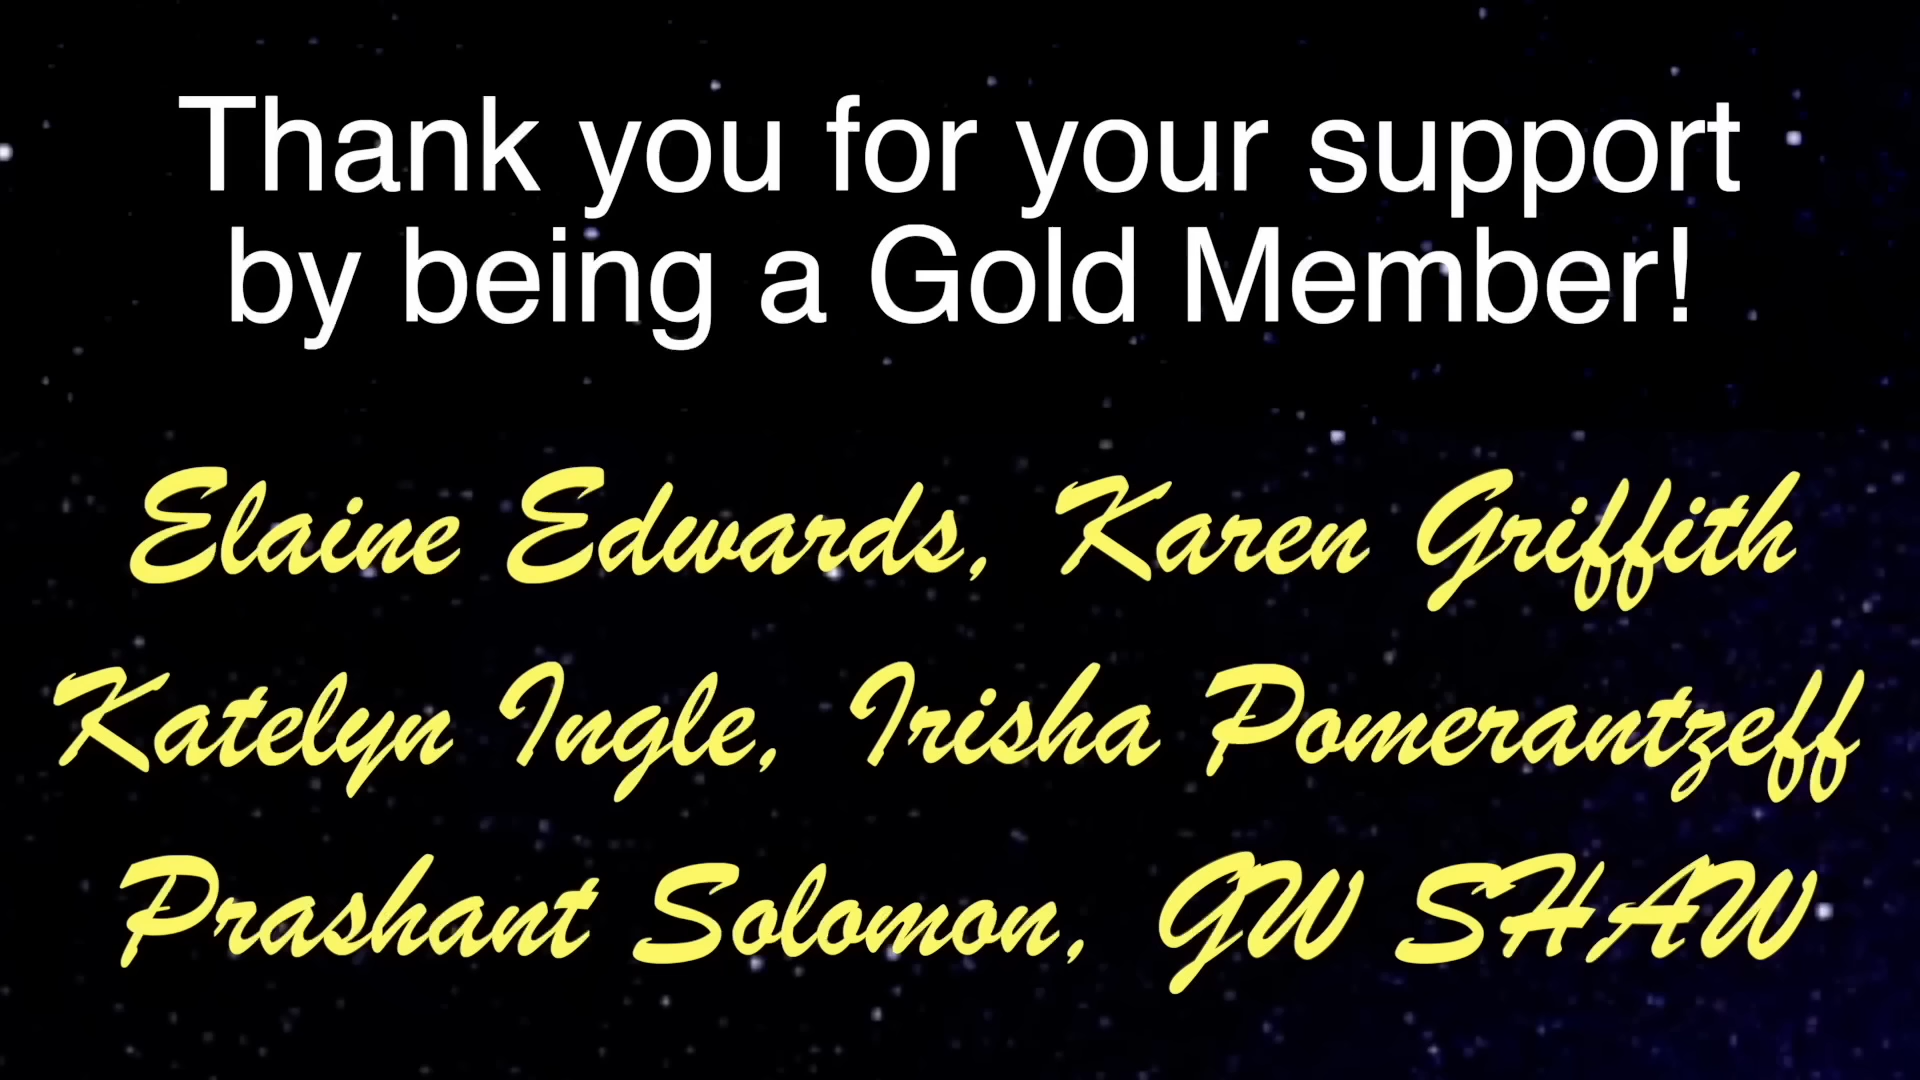 Thank you for your support
by being a Gold Member!
Elaine Edwards, Karen Griffith
Katelyn Ingle, Irisha Pomerantzeff
Prashant Solomon, GW SHAW